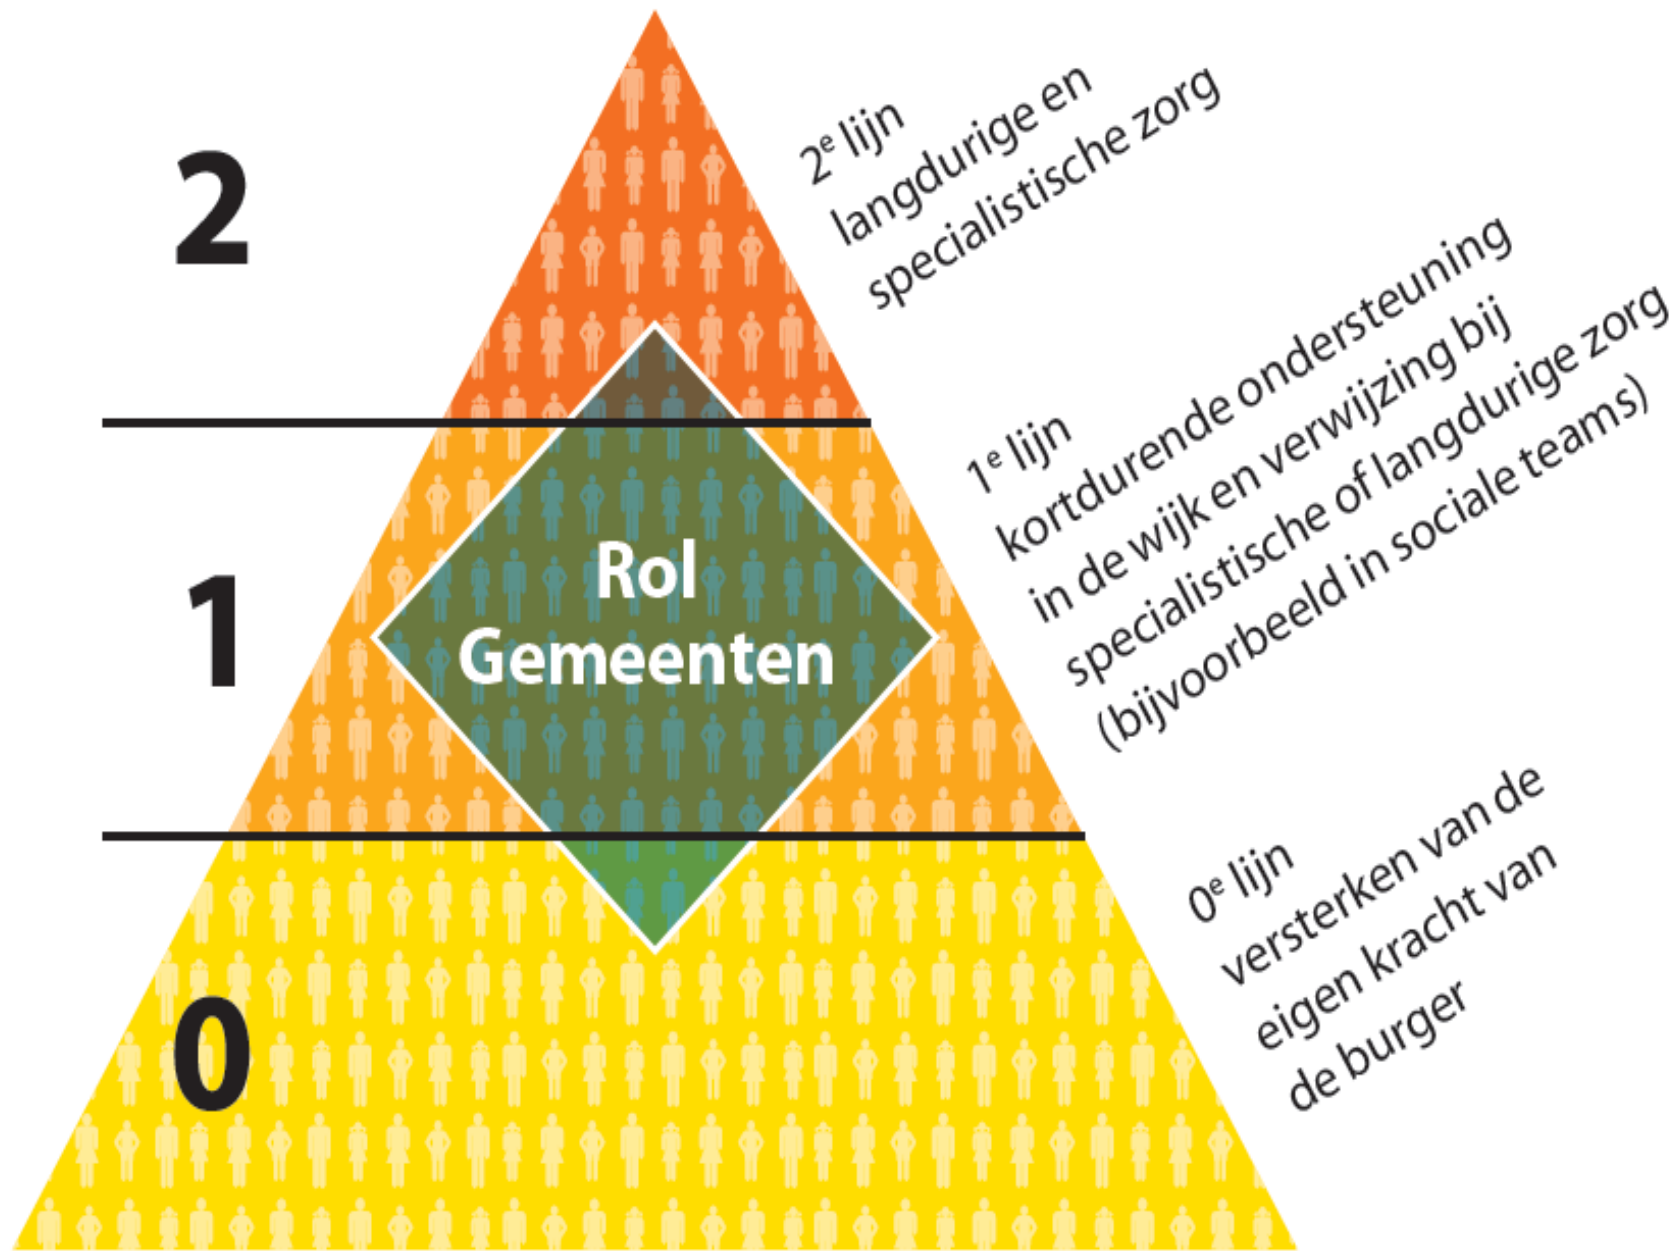 2
2e lijn
langdurige en
specialistische zorg
1
Rol
Gemeenten
1e lijn
kortdurende ondersteuning
in de wijk en verwijzing bij
specialistische of langdurige zorg
(bijvoorbeeld in sociale teams)
0
0e lijn
versterken van de
eigen kracht van
de burger